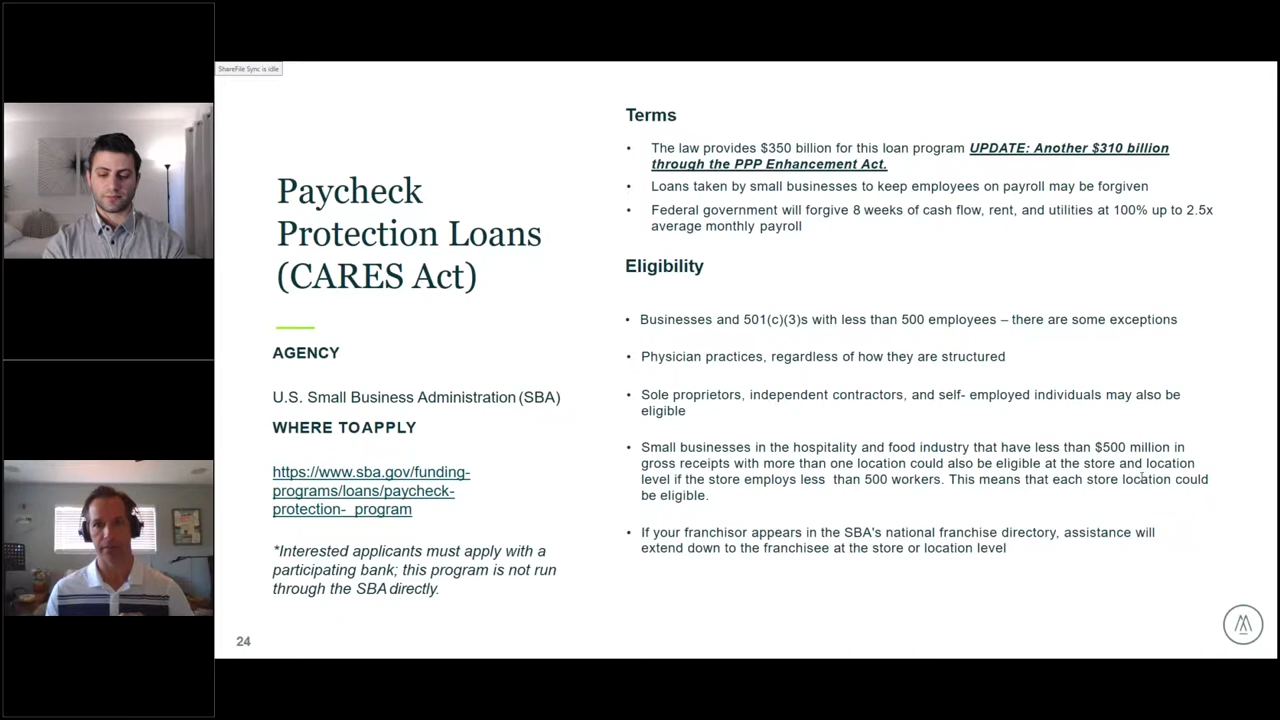 ShareFile Sync is idle
Paycheck
Protection Loans
(CARES Act)
AGENCY
U.S. Small Business Administration (SBA)
WHERE TOAPPLY
https://www.sba.gov/funding-
programs/loans/paycheck-
protection- program
*Interested applicants must apply with a
participating bank; this program is not run
through the SBA directly.
24
Terms
• The law provides $350 billion for this loan program UPDATE: Another $310 billion
through the PPP Enhancement Act.
• Loans taken by small businesses to keep employees on payroll may be forgiven
• Federal government will forgive 8 weeks of cash flow, rent, and utilities at 100% up to 2.5x
average monthly payroll
Eligibility
• Businesses and 501(c)(3)s with less than 500 employees – there are some exceptions
• Physician practices, regardless of how they are structured
• Sole proprietors, independent contractors, and self- employed individuals may also be
eligible
• Small businesses in the hospitality and food industry that have less than $500 million in
gross receipts with more than one location could also be eligible at the store and location
level if the store employs less than 500 workers. This means that each store location could
be eligible.
• If your franchisor appears in the SBA's national franchise directory, assistance will
extend down to the franchisee at the store or location level